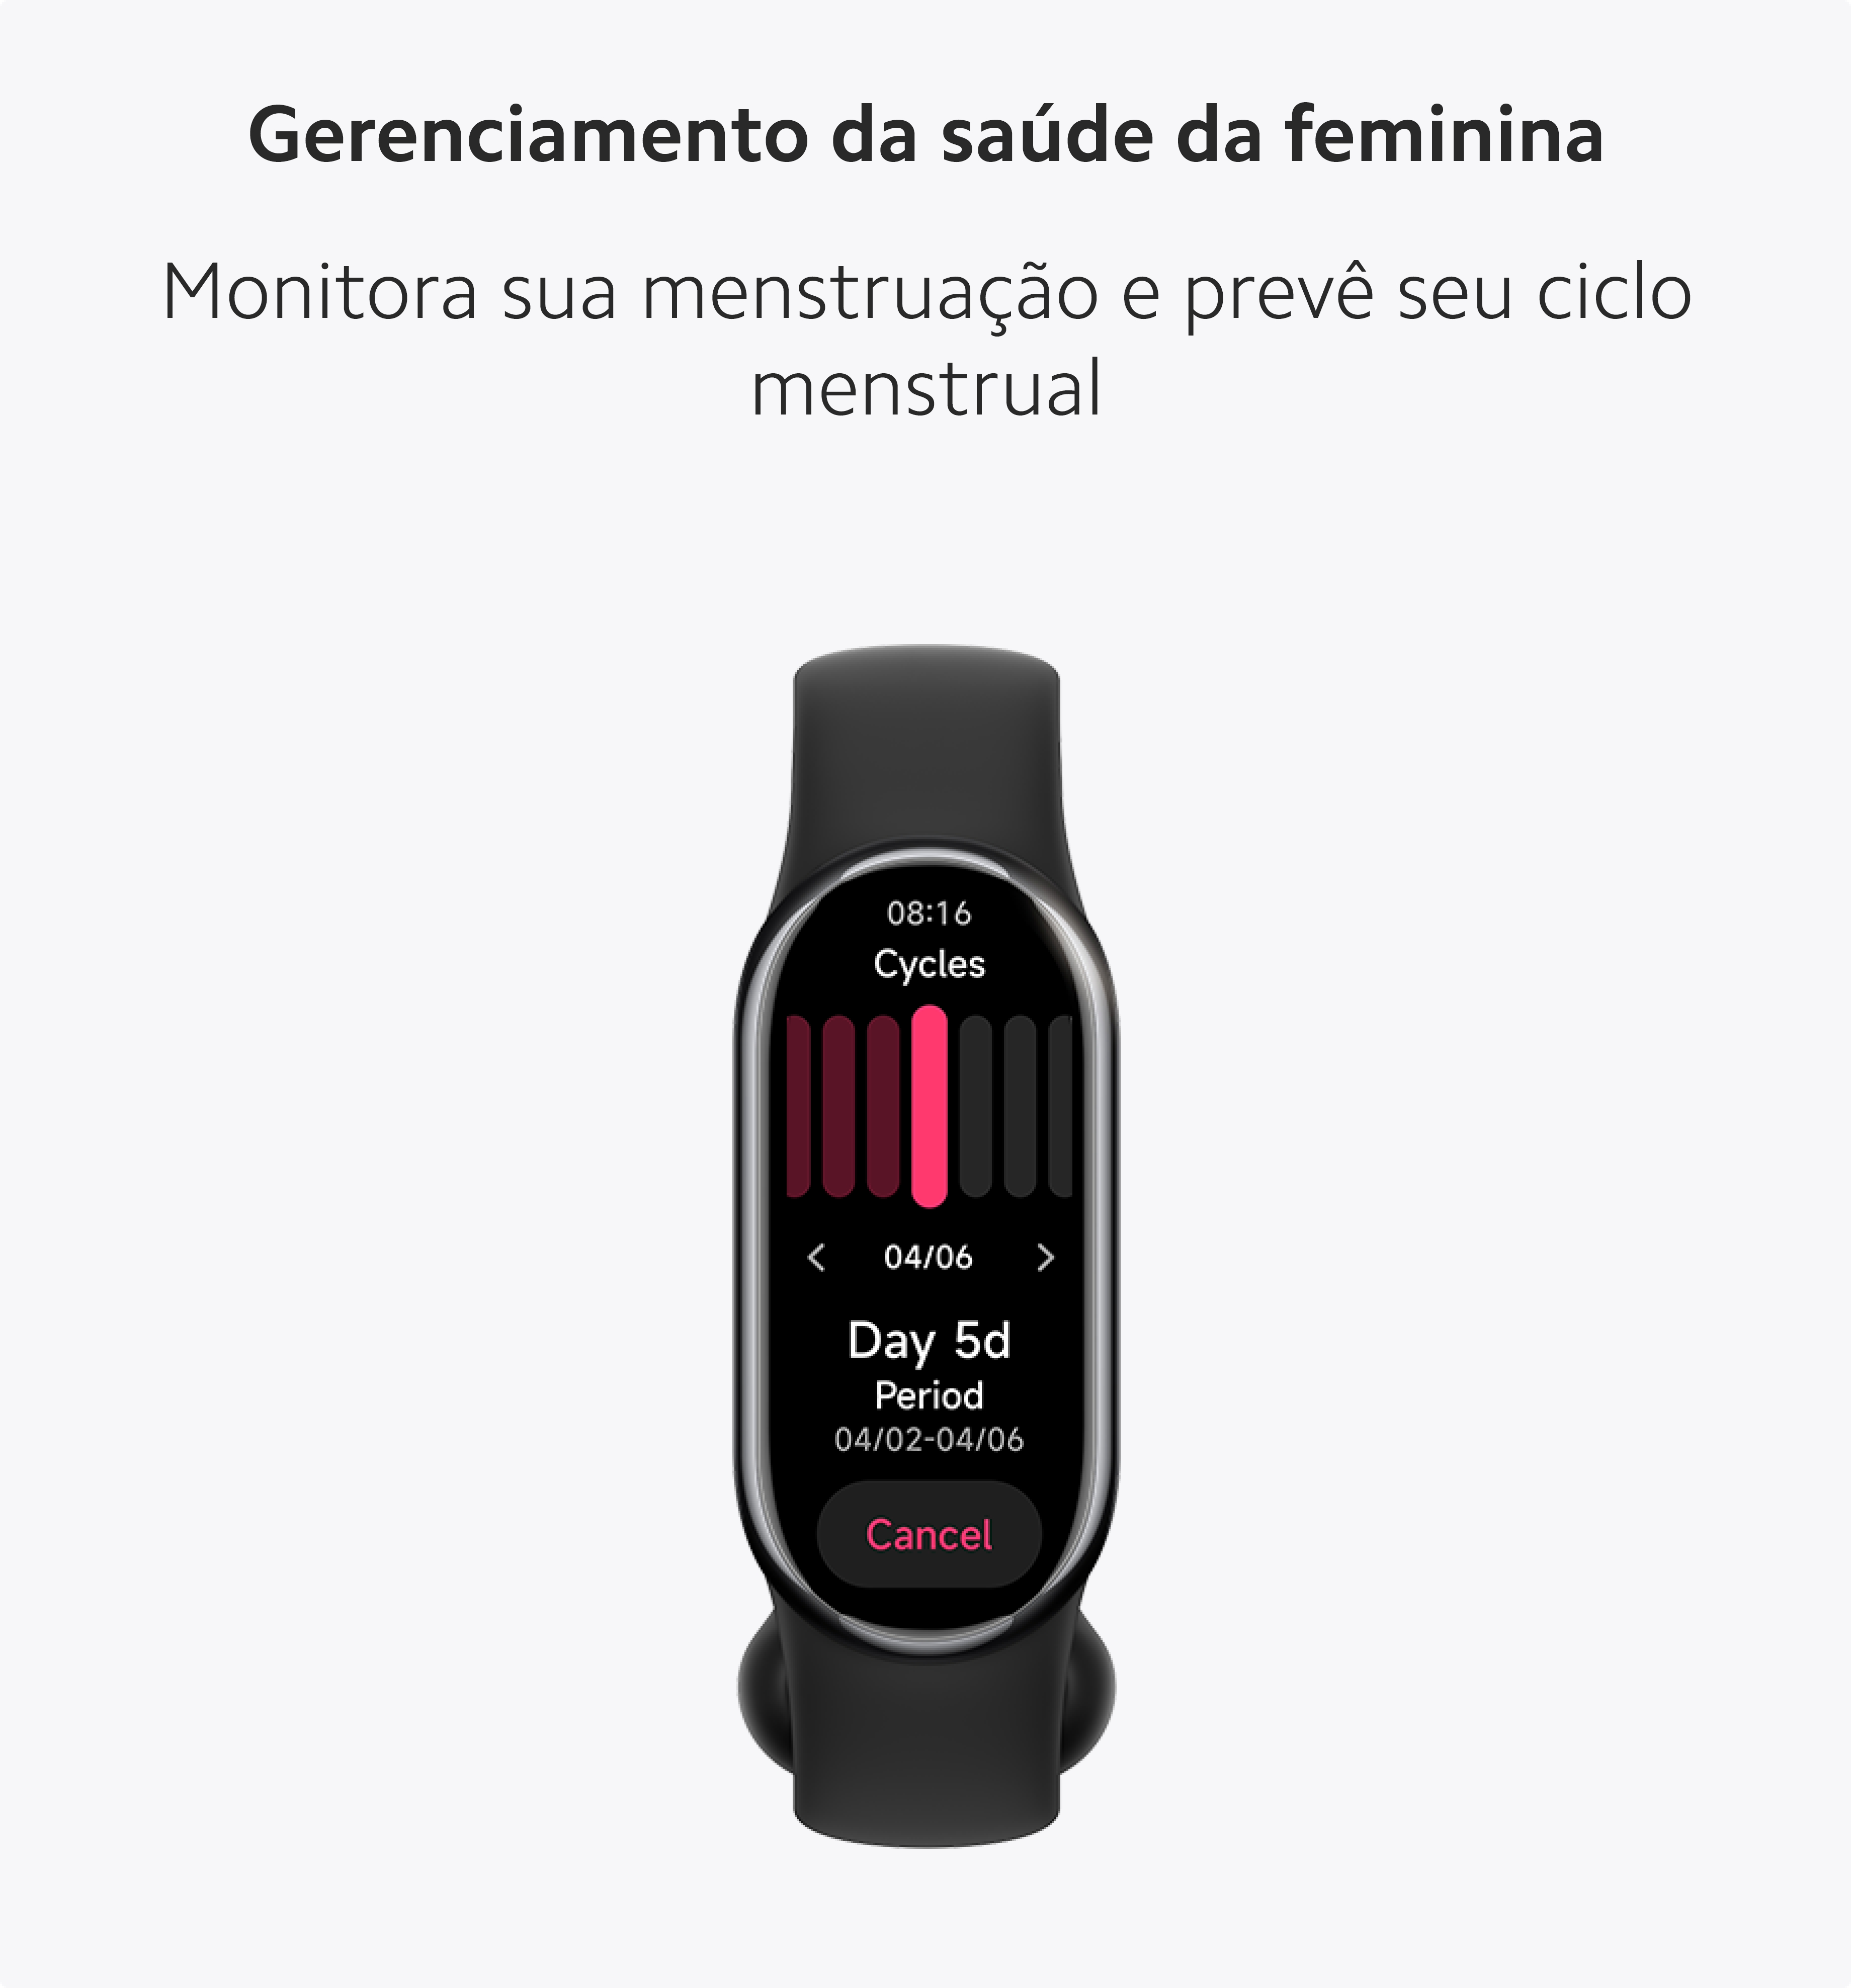 Gerenciamento da saúde da feminina
Monitora sua menstruação e prevê seu ciclo
menstrual
08:16
Cycles
04/06
Day 5d
Period
04/02-04/06
Cancel